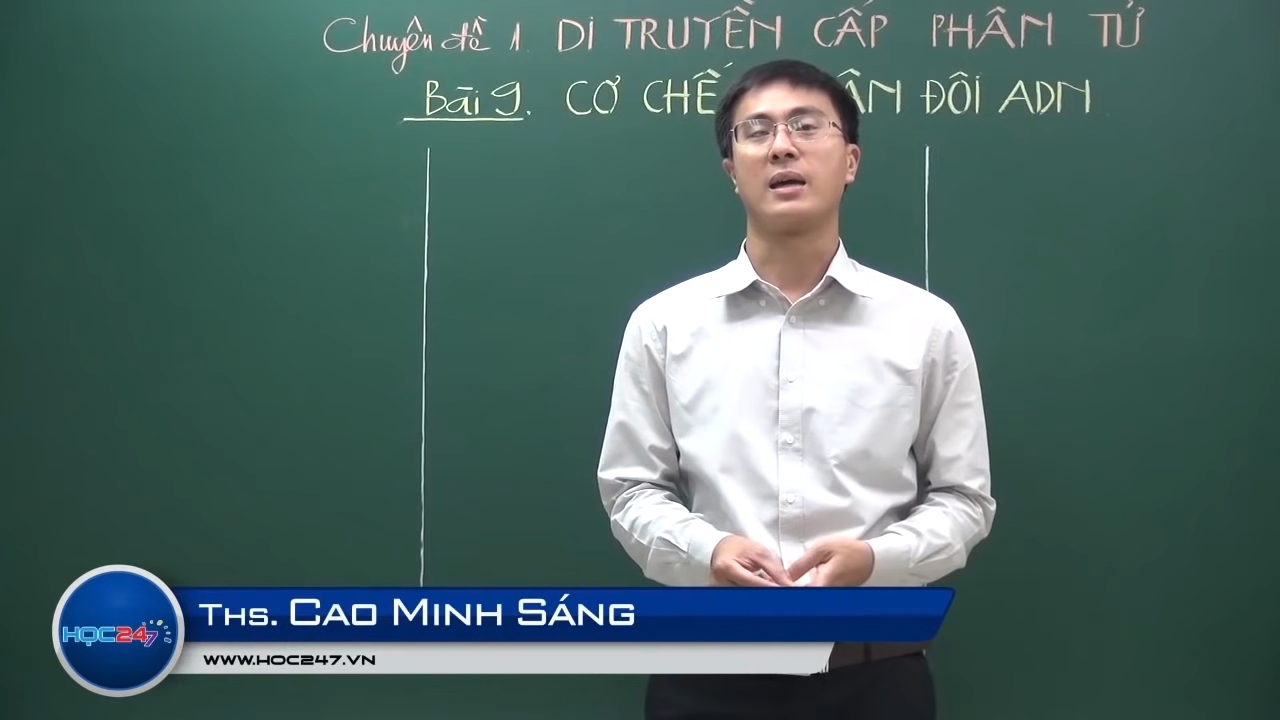 Chuyên đề 1. DI TRUYỀN CẤP PHÂN TỬ
Bài 9. CƠ CHẾ ÂN ĐÔI ADN
HỌC247
THS. CAO MINH SÁNG
WWW.HOC247.VN